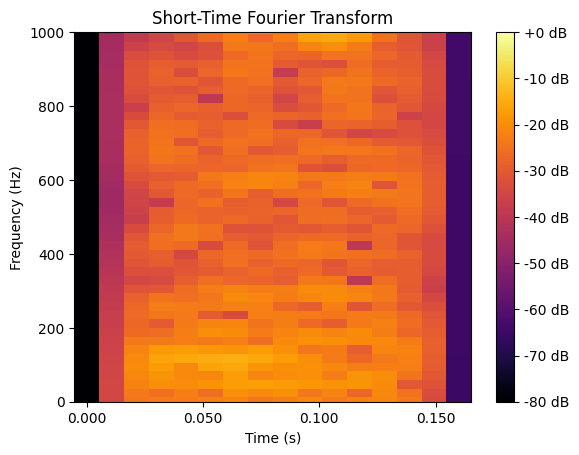 Short-Time Fourier Transform
1000
800
600
400
200
0
Frequency (Hz)
0.000
0.050
0.100
0.150
Time (s)
+0 dB
-10 dB
-20 dB
-30 dB
-40 dB
-50 dB
-60 dB
-70 dB
-80 dB